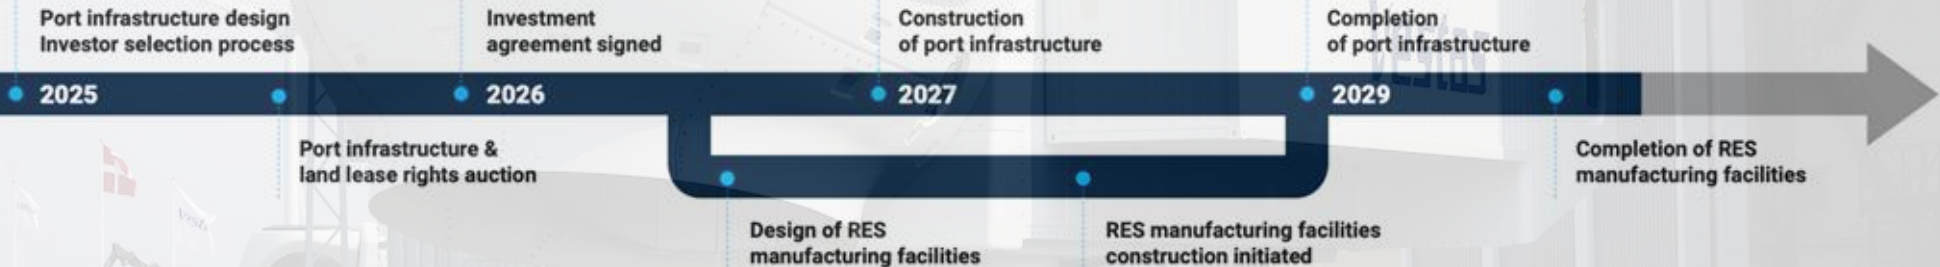 Port infrastructure design
Investor selection process
Investment
agreement signed
Construction
of port infrastructure
Completion
of port infrastructure
2025
2026
2027
2029
Port infrastructure &
land lease rights auction
Completion of RES
manufacturing facilities
Design of RES
manufacturing facilities
RES manufacturing facilities
construction initiated
Vestas